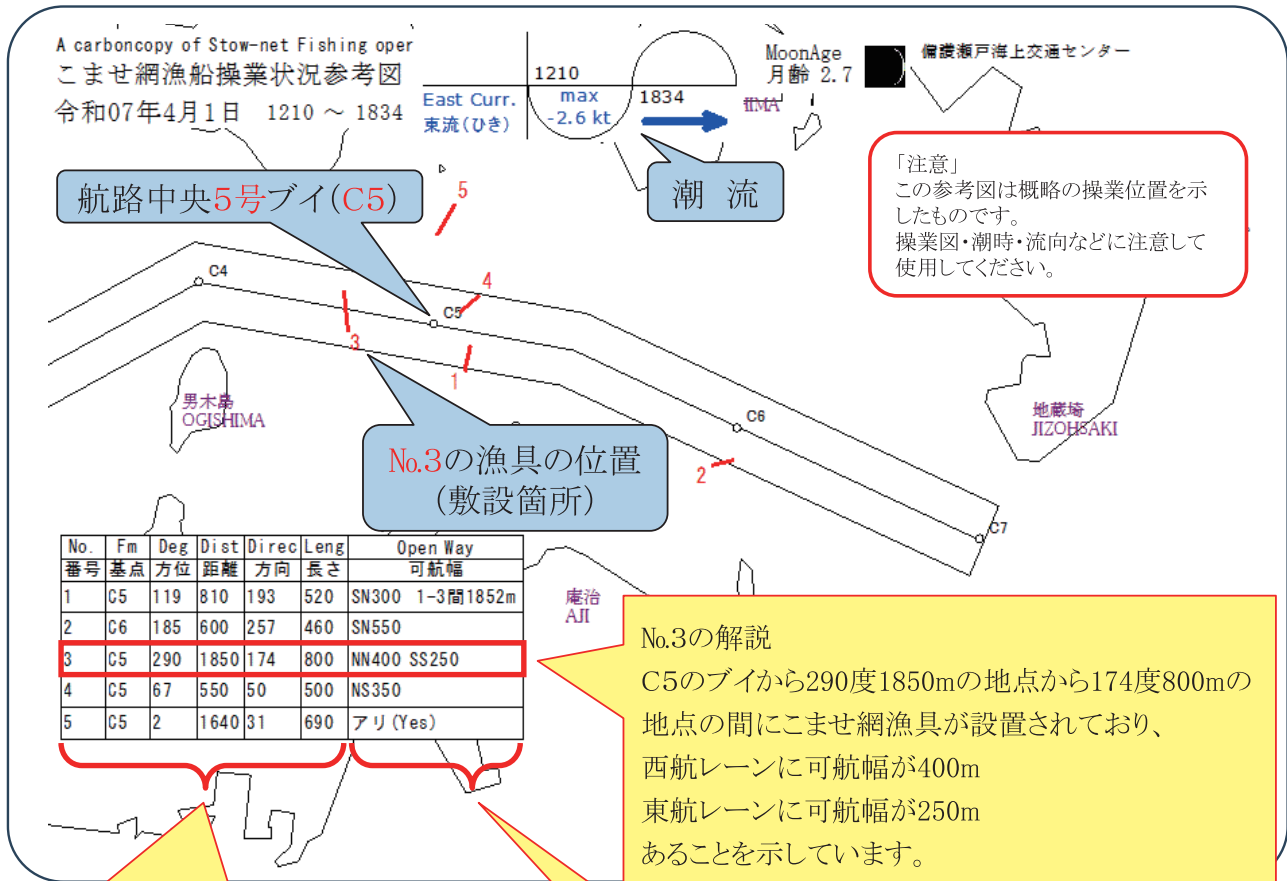 A carboncopy of Stow-net Fishing oper
こませ網漁船操業状況参考図
令和07年4月1日 1210 ～ 1834
East Curr.
東流(ひき)
1210
max
-2.6 kt
1834
MoonAge
月齢 2.7
備讃瀬戸海上交通センター
IIMA
航路中央5号ブイ(C5)
潮 流
「注意」
この参考図は概略の操業位置を示
したものです。
操業図・潮時・流向などに注意して
使用してください。
5
C4
4
C5
3
1
男木島
OGISHIMA
C6
2
地蔵埼
JIZOHSAKI
C7
No.3の漁具の位置
(敷設箇所)
No. Fm Deg Dist Direc Leng Open Way
番号 基点 方位 距離 方向 長さ 可航幅
1 C5 119 810 193 520 SN300 1-3間1852m
2 C6 185 600 257 460 SN550
3 C5 290 1850 174 800 NN400 SS250
4 C5 67 550 50 500 NS350
5 C5 2 1640 31 690 アリ(Yes)
庵治
AJI
No.3の解説
C5のブイから290度1850mの地点から174度800mの
地点の間にこませ網漁具が設置されており、
西航レーンに可航幅が400m
東航レーンに可航幅が250m
あることを示しています。